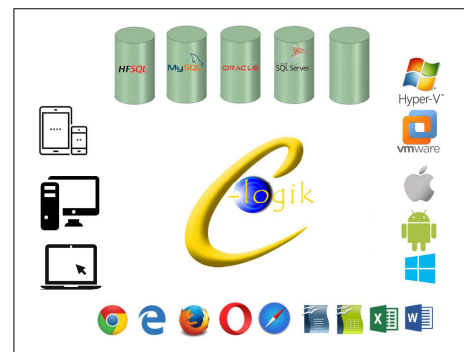 HFSQL
MySQL
ORACLE
SQL Server
Hyper-V
vmware
C-logik